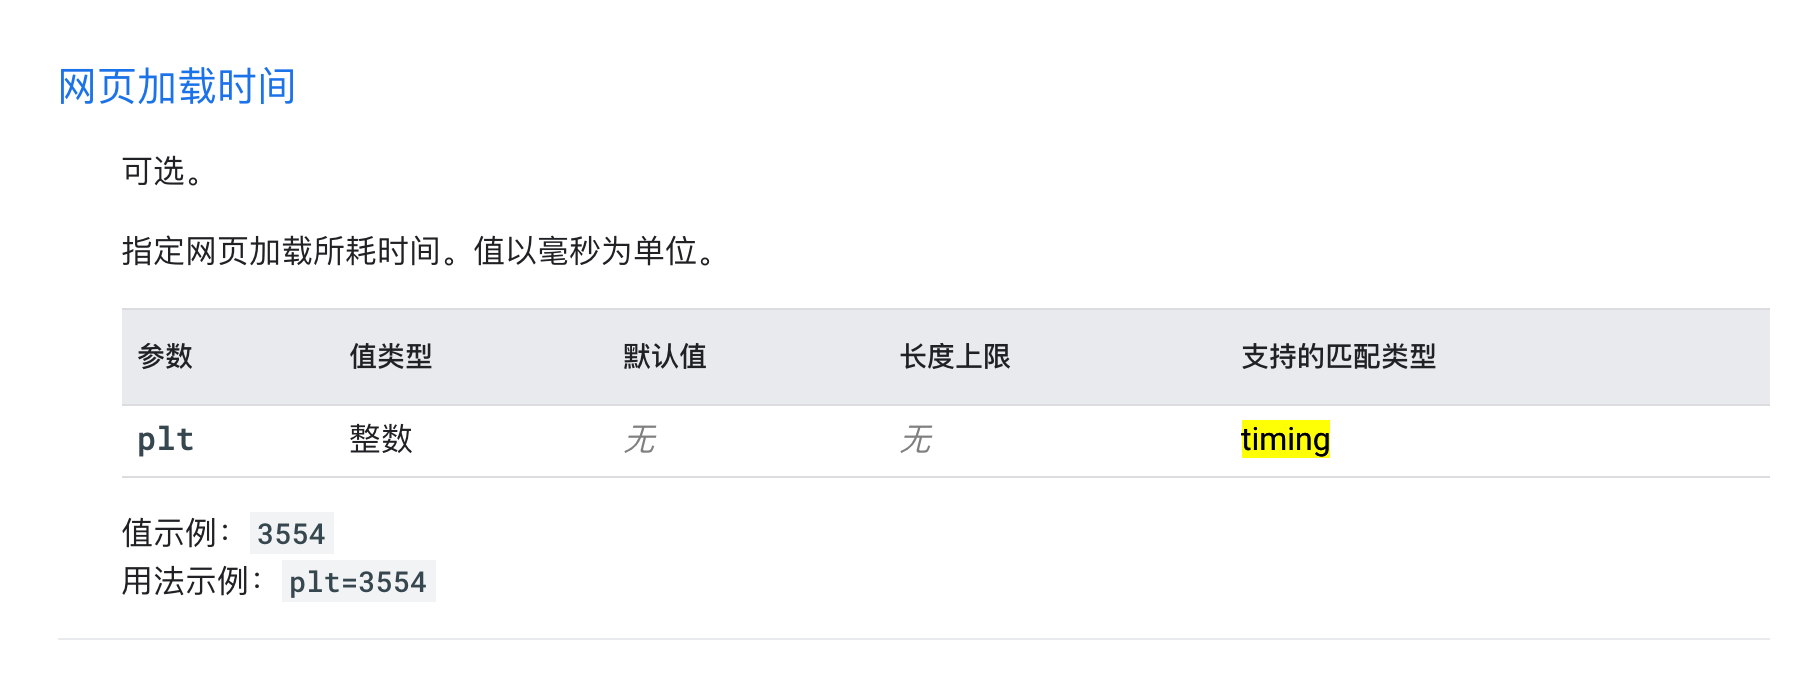 网页加载时间
可选。
指定网页加载所耗时间。值以毫秒为单位。
参数 值类型 默认值 长度上限 支持的匹配类型
plt 整数 无 无 timing
值示例： 3554
用法示例： plt=3554